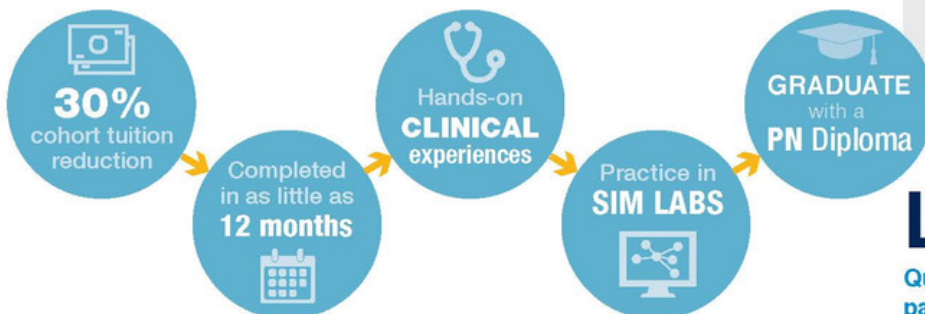 30%
cohort tuition
reduction
Completed
in as little as
12 months
Hands-on
CLINICAL
experiences
Practice in
SIM LABS
GRADUATE
with a
PN Diploma